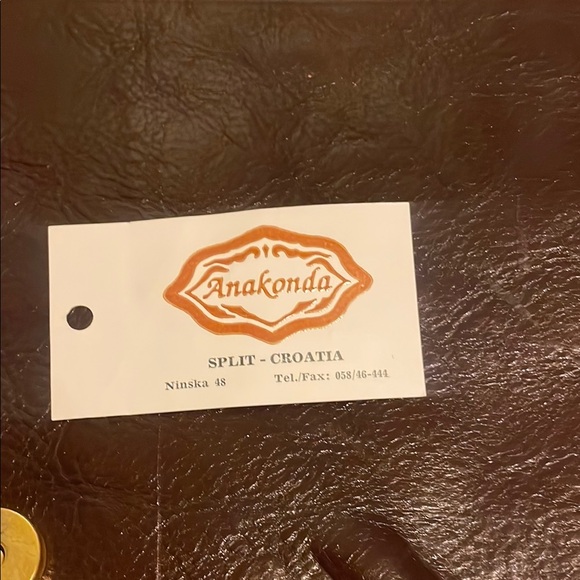 Anakonda
SPLIT - CROATIA
Ninska 48 Tel./Fax: 058/46-444